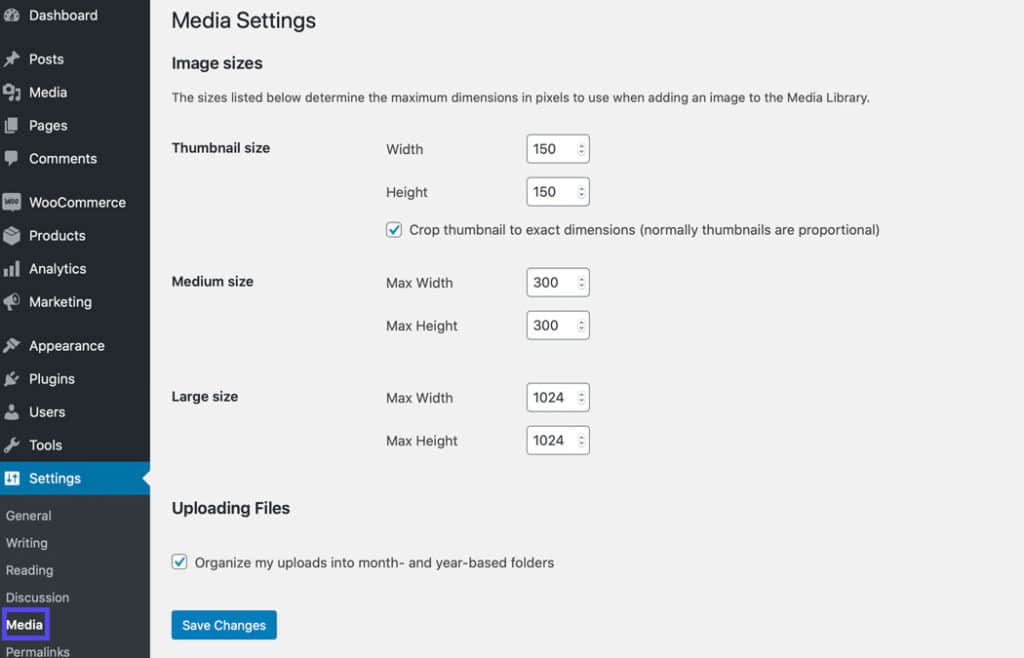 Dashboard
Posts
Media
Pages
Comments
WOO WooCommerce
Products
Analytics
Marketing
Appearance
Plugins
Users
Tools
Settings
General
Writing
Reading
Discussion
Media
Permalinks
Media Settings
Image sizes
The sizes listed below determine the maximum dimensions in pixels to use when adding an image to the Media Library.
Thumbnail size Width 150
Height 150
Crop thumbnail to exact dimensions (normally thumbnails are proportional)
Medium size Max Width 300
Max Height 300
Large size Max Width 1024
Max Height 1024
Uploading Files
Organize my uploads into month- and year-based folders
Save Changes